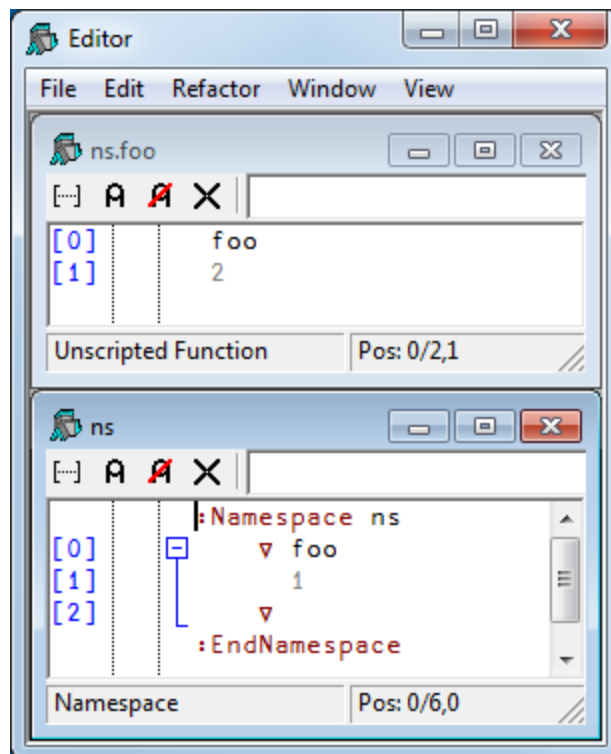 Editor
File Edit Refactor Window View
ns.foo
[0] foo
[1] 2
Unscripted Function Pos: 0/2,1
ns
:Namespace ns
[0] ∇ foo
[1] 1
[2] ∇
:EndNamespace
Namespace Pos: 0/6,0